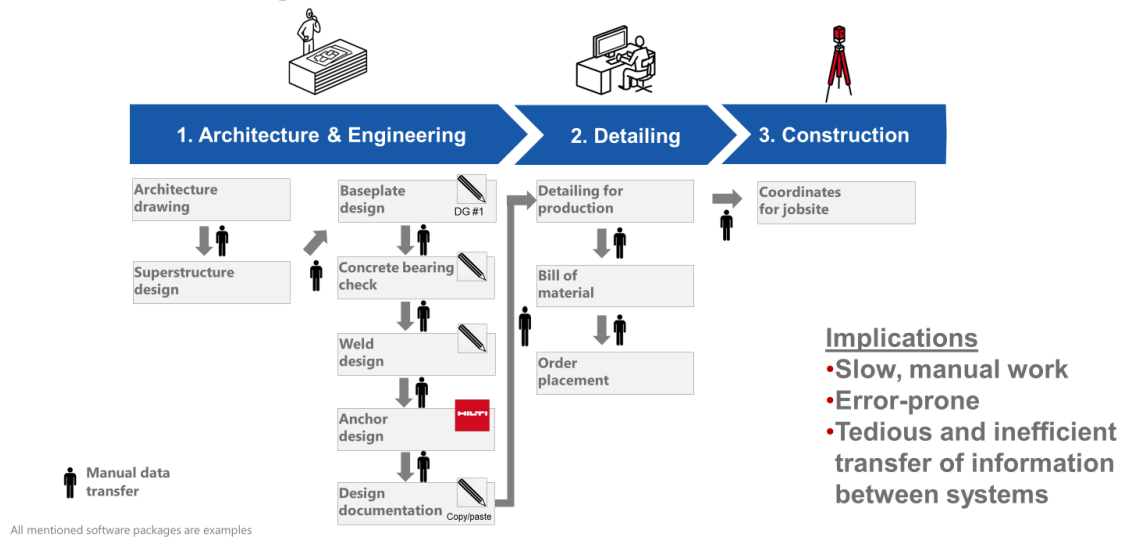 1. Architecture & Engineering
2. Detailing
3. Construction
Architecture
drawing
Superstructure
design
Baseplate
design
DG #1
Concrete bearing
check
Weld
design
Anchor
design
HILTI
Design
documentation
Copy/paste
Detailing for
production
Bill of
material
Order
placement
Coordinates
for jobsite
Implications
•Slow, manual work
•Error-prone
•Tedious and inefficient
transfer of information
between systems
Manual data
transfer
All mentioned software packages are examples